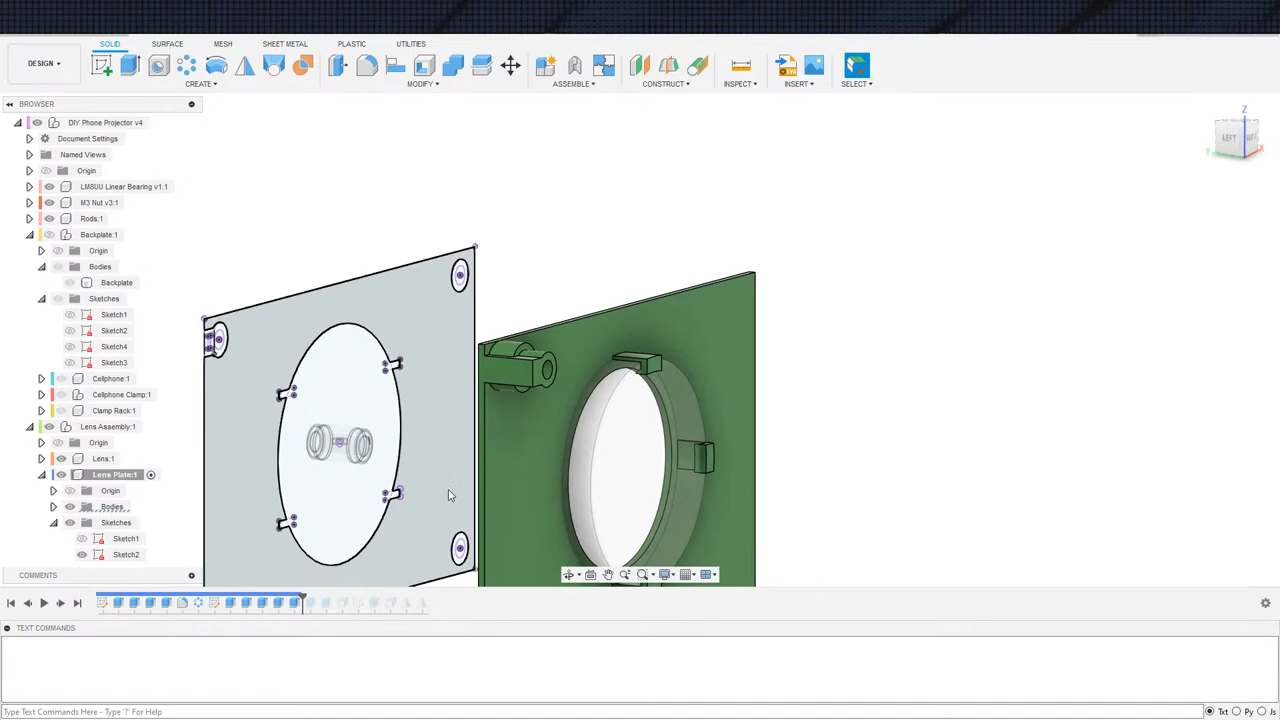 SOLID SURFACE MESH SHEET METAL PLASTIC UTILITIES
DESIGN
CREATE MODIFY ASSEMBLE CONSTRUCT INSPECT INSERT SELECT
BROWSER
DIY Phone Projector v4
Document Settings
Named Views
Origin
LM8UU Linear Bearing v1:1
M3 Nut v3:1
Rods:1
Backplate:1
Origin
Bodies
Backplate
Sketches
Sketch1
Sketch2
Sketch4
Sketch3
Cellphone:1
Cellphone Clamp:1
Clamp Rack:1
Lens Assembly:1
Origin
Lens:1
Lens Plate:1
Origin
Bodies
Sketches
Sketch1
Sketch2
Z
LEFT
Y
X
COMMENTS
TEXT COMMANDS
Type Text Commands Here - Type '?' For Help
Txt Py Js